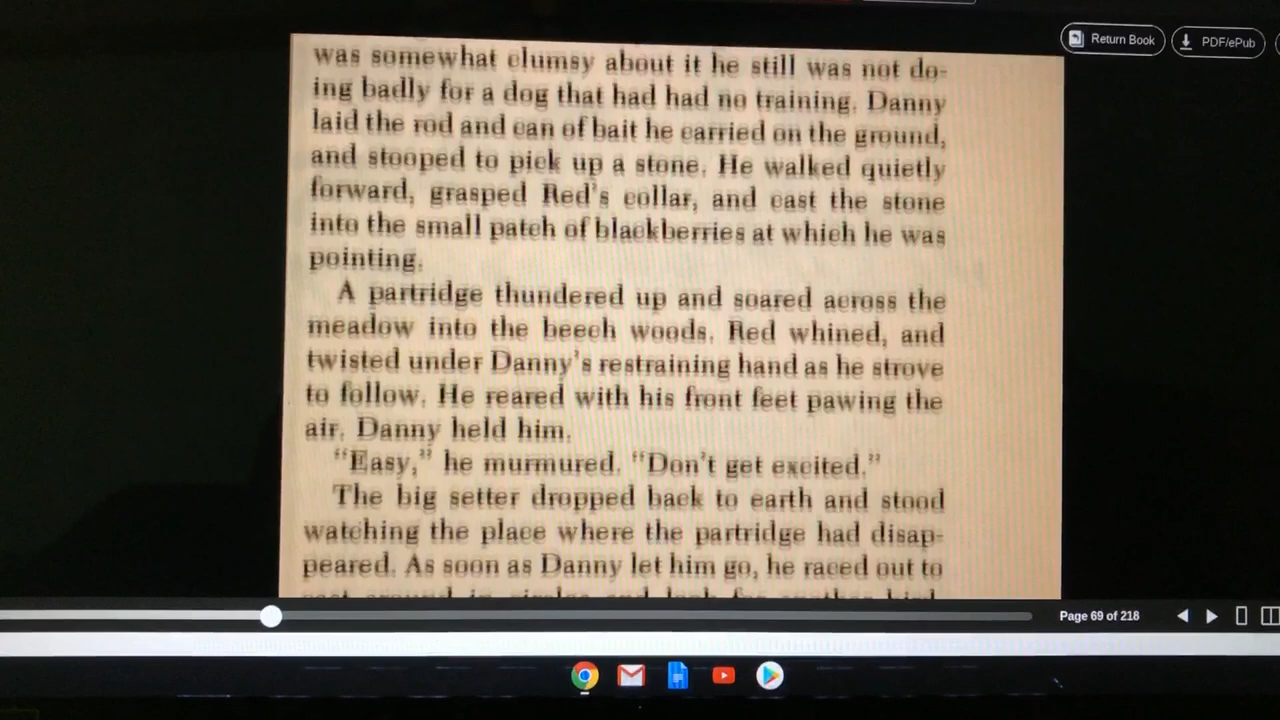 Return Book
PDF/ePub
was somewhat clumsy about it he still was not do-
ing badly for a dog that had had no training. Danny
laid the rod and can of bait he carried on the ground,
and stooped to pick up a stone. He walked quietly
forward, grasped Red's collar, and cast the stone
into the small patch of blackberries at which he was
pointing.
A partridge thundered up and soared across the
meadow into the beech woods. Red whined, and
twisted under Danny's restraining hand as he strove
to follow. He reared with his front feet pawing the
air. Danny held him.
"Easy," he murmured. "Don't get excited."
The big setter dropped back to earth and stood
watching the place where the partridge had disap-
peared. As soon as Danny let him go, he raced out to
Page 69 of 218